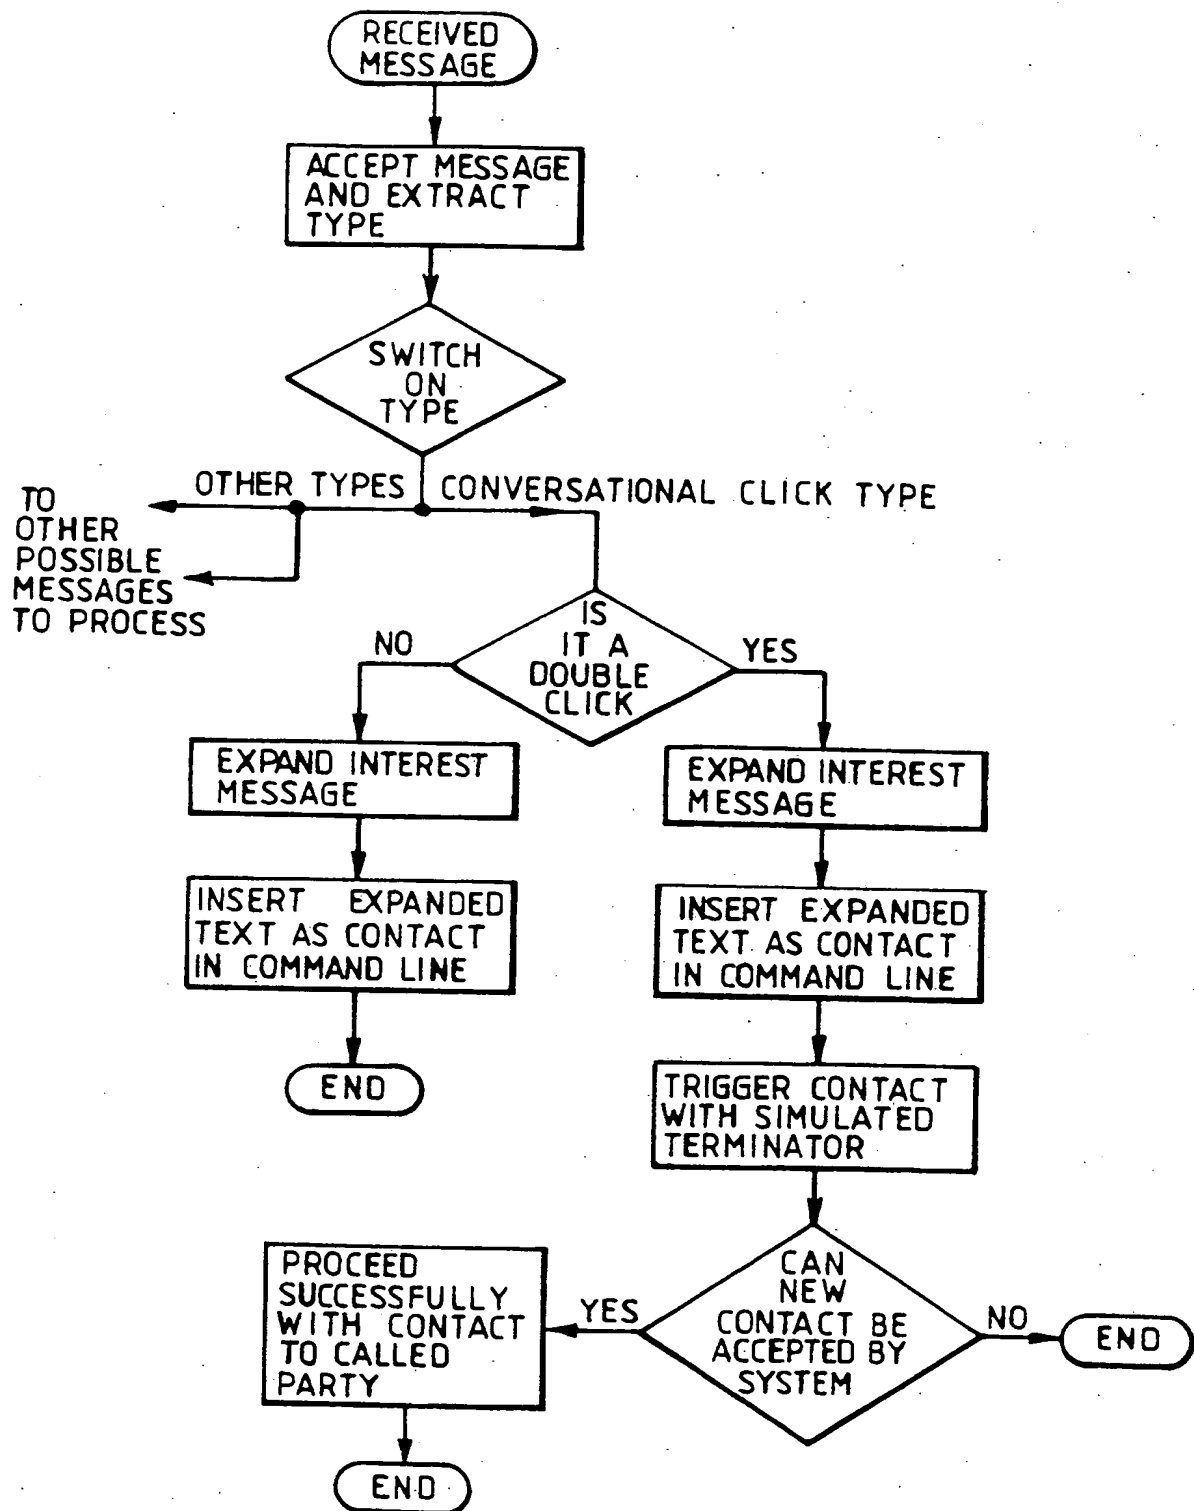 RECEIVED
MESSAGE
ACCEPT MESSAGE
AND EXTRACT
TYPE
SWITCH
ON
TYPE
OTHER TYPES
CONVERSATIONAL CLICK TYPE
TO
OTHER
POSSIBLE
MESSAGES
TO PROCESS
IS
IT A
DOUBLE
CLICK
NO
YES
EXPAND INTEREST
MESSAGE
EXPAND INTEREST
MESSAGE
INSERT EXPANDED
TEXT AS CONTACT
IN COMMAND LINE
INSERT EXPANDED
TEXT AS CONTACT
IN COMMAND LINE
END
TRIGGER CONTACT
WITH SIMULATED
TERMINATOR
CAN
NEW
CONTACT BE
ACCEPTED BY
SYSTEM
YES
NO
PROCEED
SUCCESSFULLY
WITH CONTACT
TO CALLED
PARTY
END
END